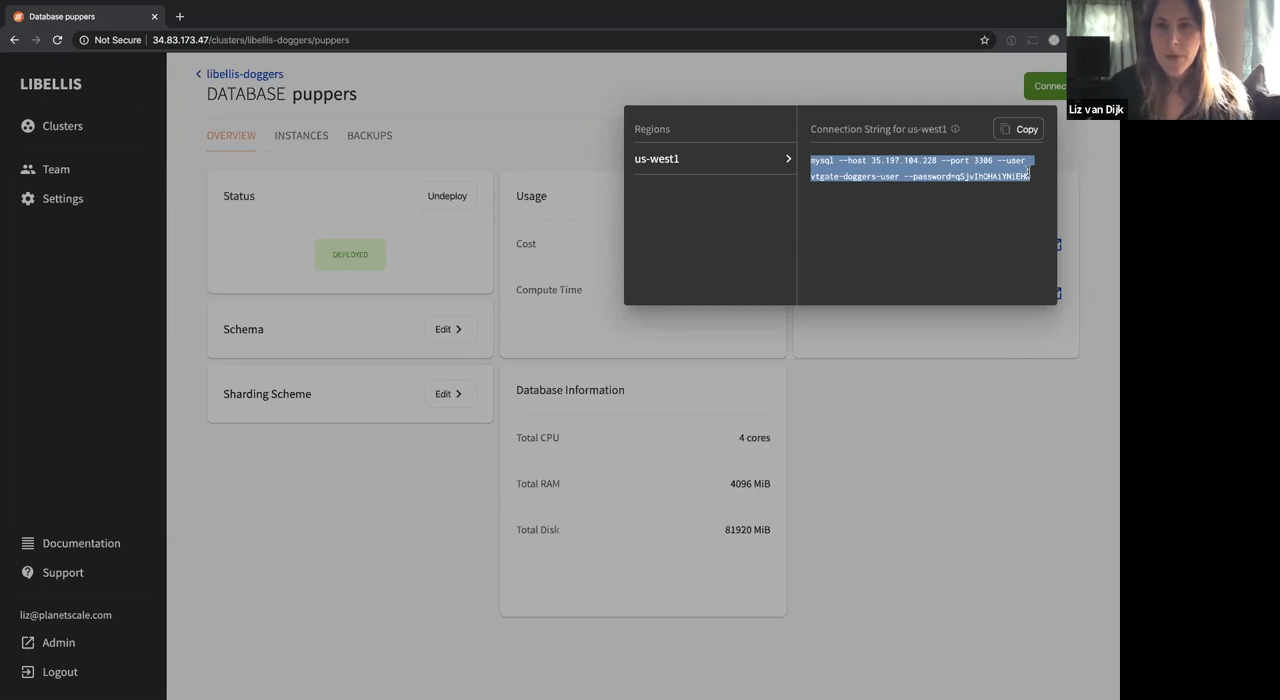 Database puppers
Not Secure
34.83.173.47/clusters/libellis-doggers/puppers
LIBELLIS
Clusters
Team
Settings
Documentation
Support
liz@planetscale.com
Admin
Logout
libellis-doggers
DATABASE puppers
OVERVIEW
INSTANCES
BACKUPS
Status
Undeploy
DEPLOYED
Schema
Edit
Sharding Scheme
Edit
Usage
Cost
Compute Time
Database Information
Total CPU
4 cores
Total RAM
4096 MiB
Total Disk
81920 MiB
Connec
Regions
us-west1
Connection String for us-west1
Copy
mysql --host 35.197.104.228 --port 3306 --user
vtgate-doggers-user
Liz van Dijk